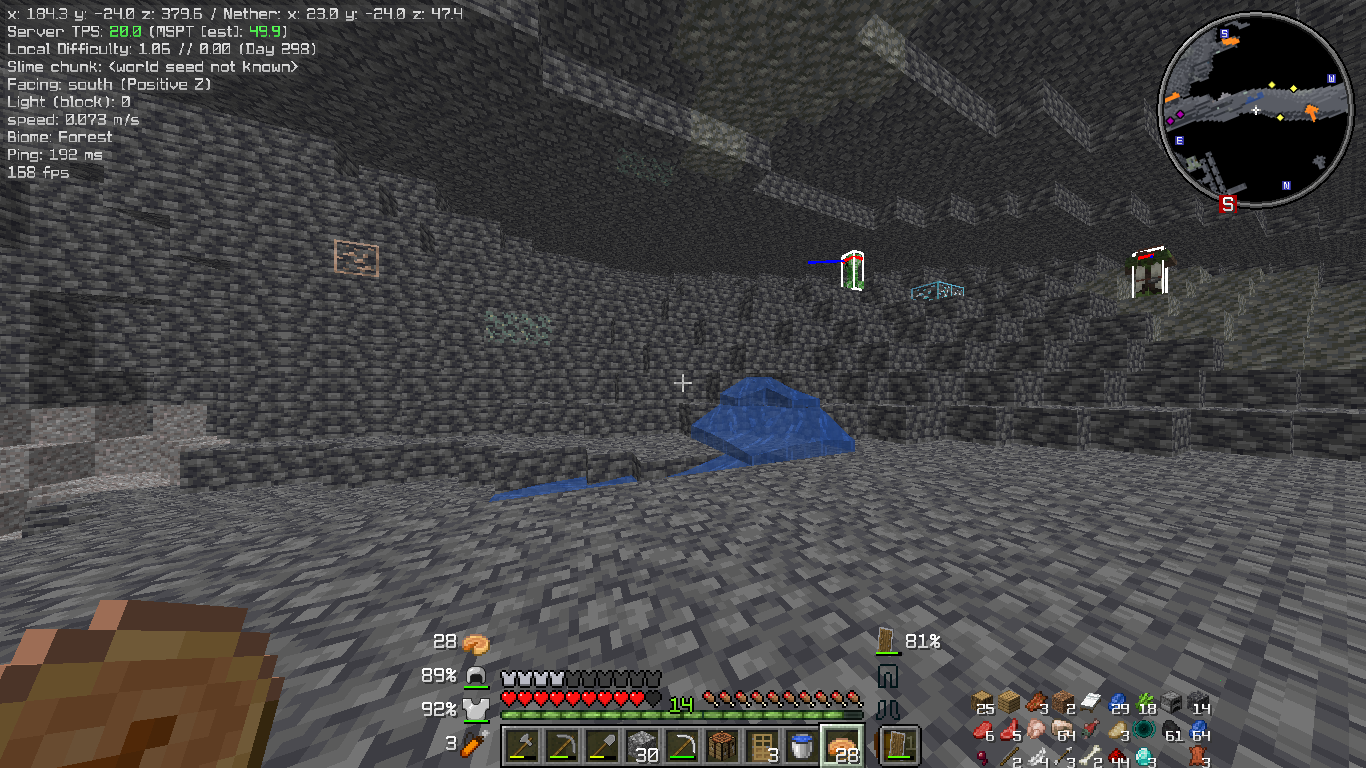 x: 184.3 y: -24.0 z: 379.6 / Nether: x: 23.0 y: -24.0 z: 47.4
Server TPS: 20.0 (MSPT [est]: 49.9)
Local Difficulty: 1.06 // 0.00 (Day 298)
Slime chunk: <world seed not known>
Facing: south (Positive Z)
Light (block): 0
speed: 0.073 m/s
Biome: Forest
Ping: 192 ms
168 fps
S
W
E
N
S
28
81%
89%
92%
14
3
30
3
28
25
3
2
29
18
14
6
5
64
3
61
64
2
4
3
2
44
3
3